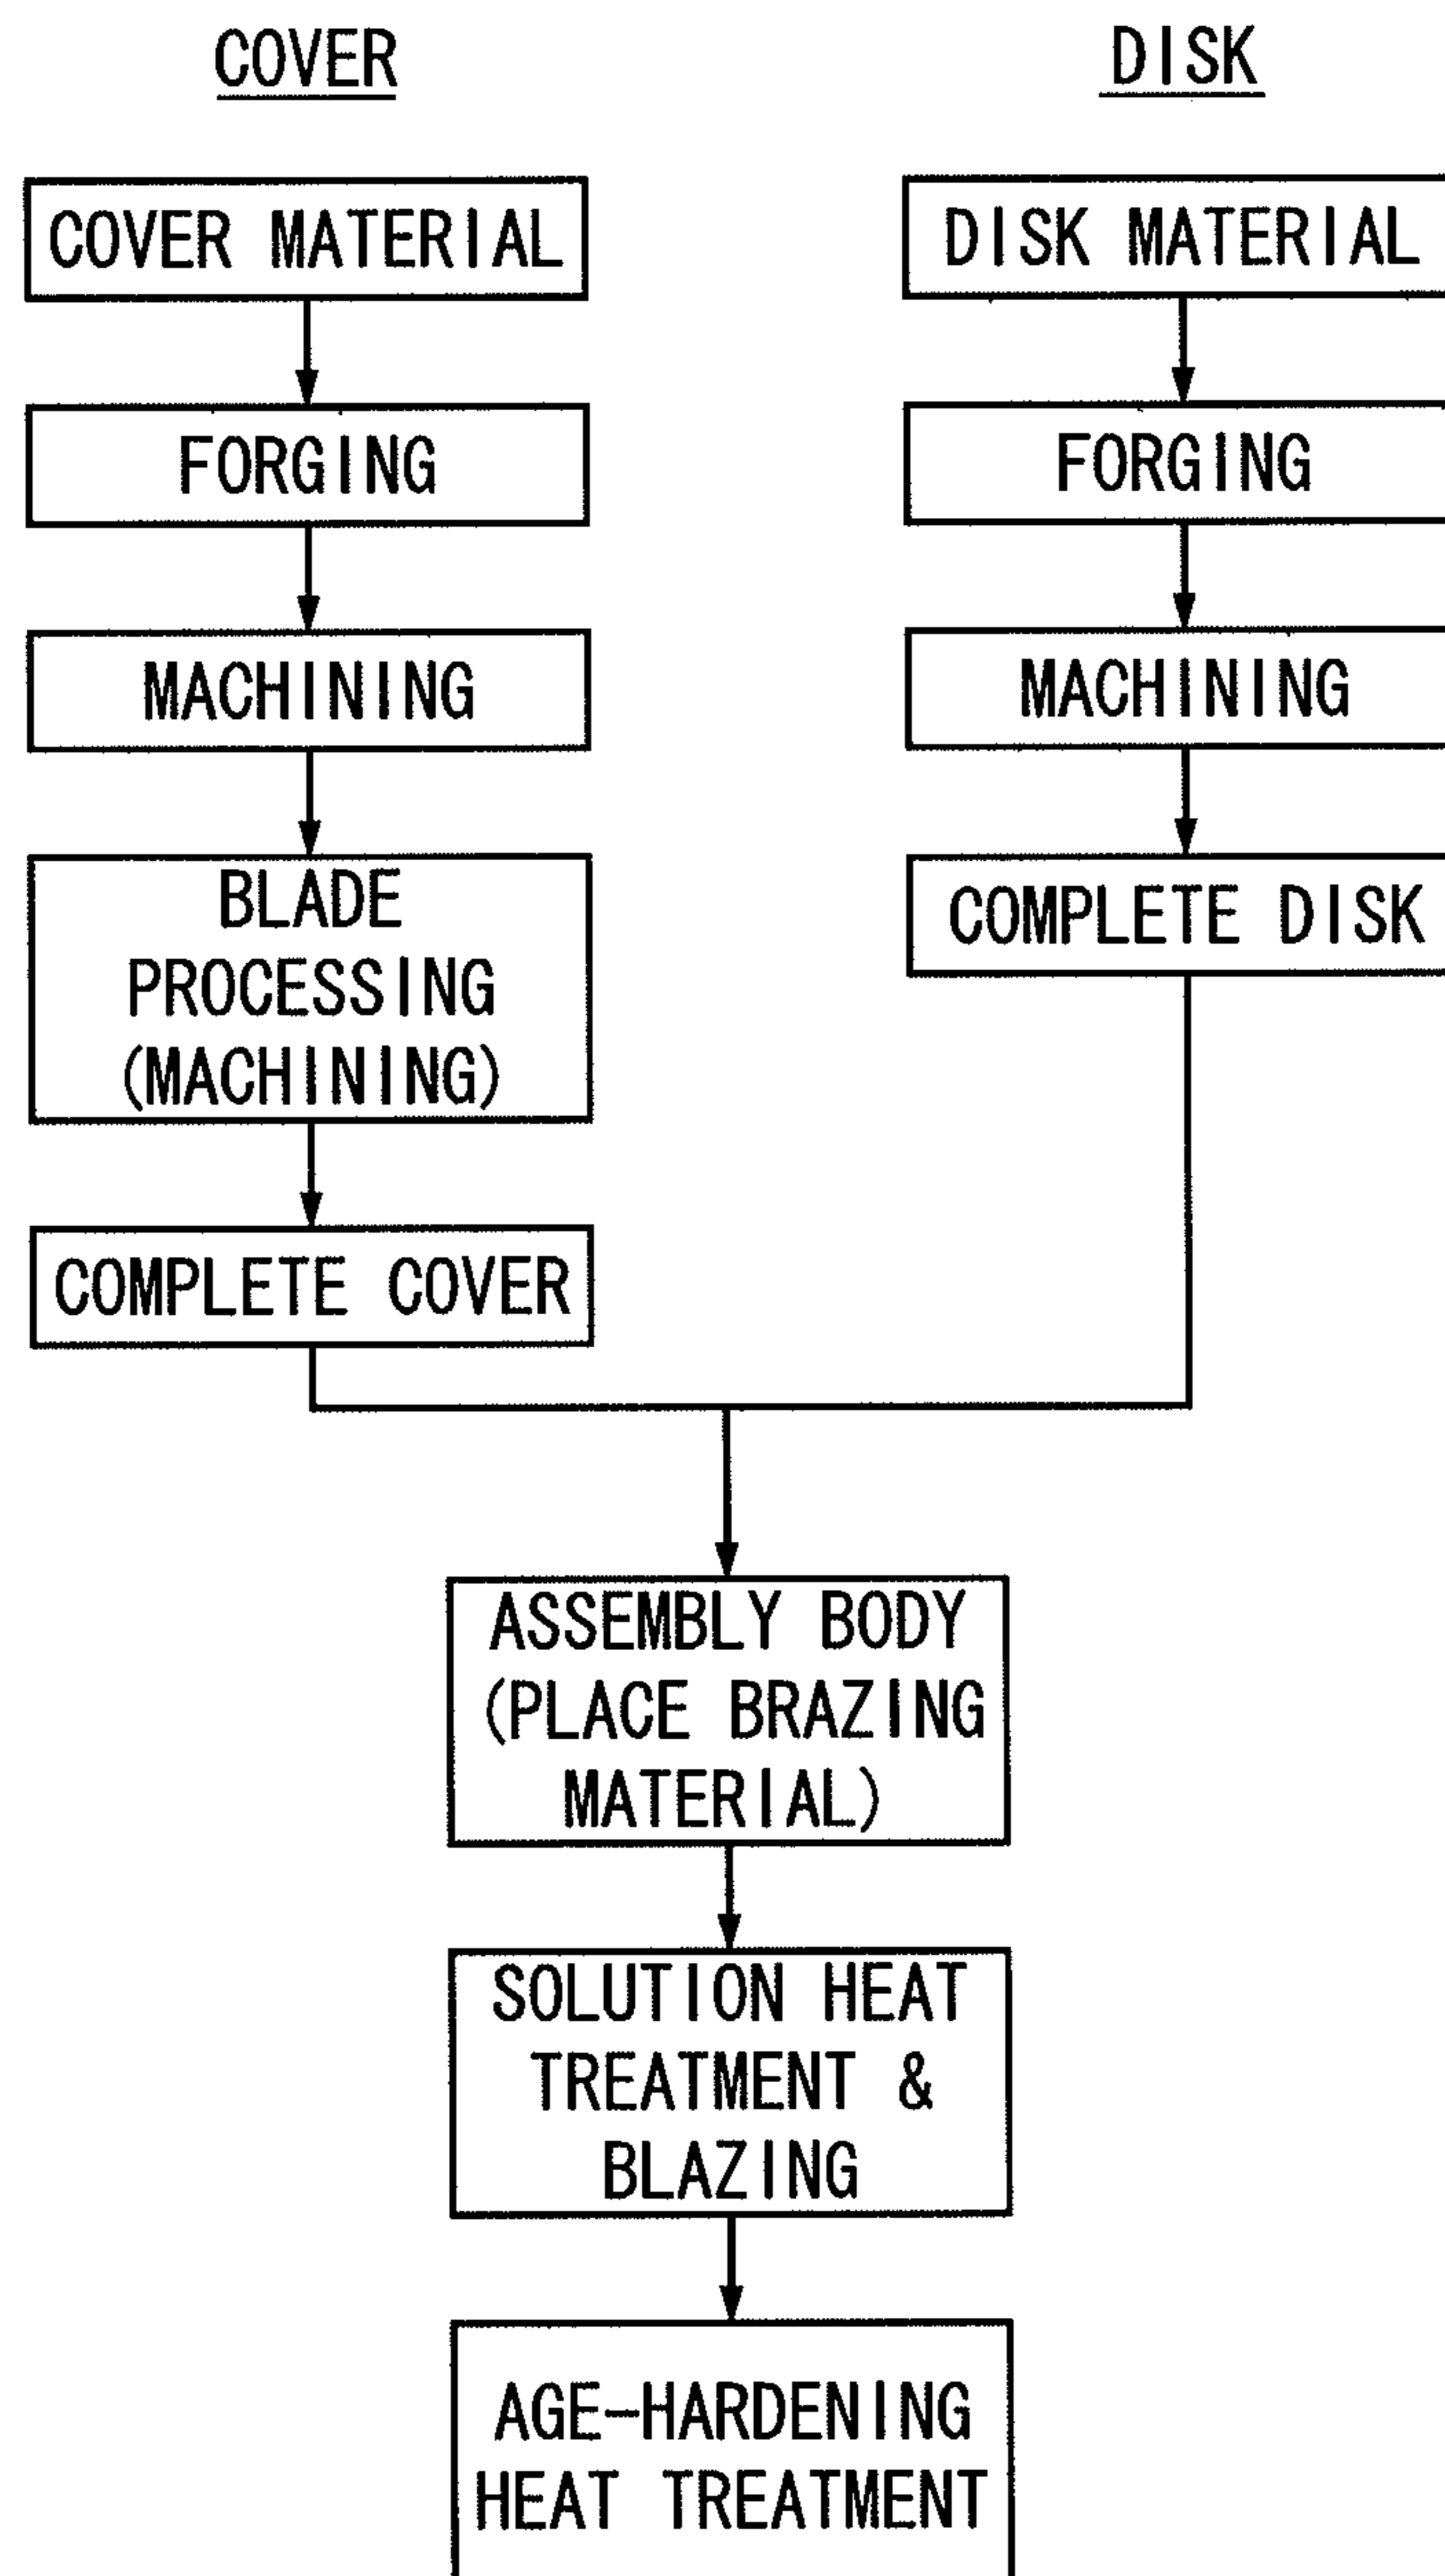 COVER
COVER MATERIAL
FORGING
MACHINING
BLADE
PROCESSING
(MACHINING)
COMPLETE COVER
DISK
DISK MATERIAL
FORGING
MACHINING
COMPLETE DISK
ASSEMBLY BODY
(PLACE BRAZING
MATERIAL)
SOLUTION HEAT
TREATMENT &
BLAZING
AGE-HARDENING
HEAT TREATMENT